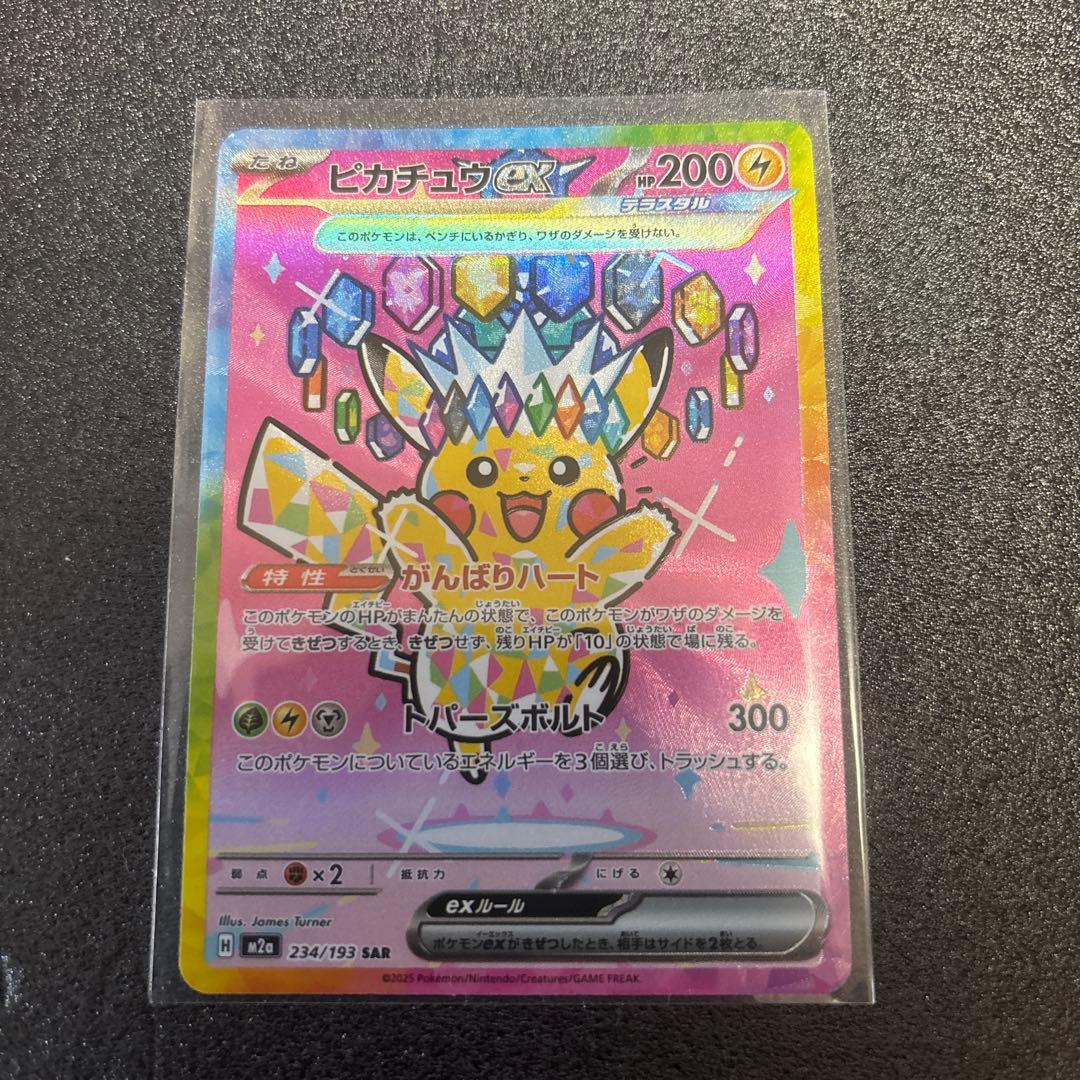 たね ピカチュウex HP200
テラスタル
このポケモンは、ベンチにいるかぎり、ワザのダメージを受けない。
特性 とくせい がんばりハート
このポケモンのHPがまんたんの状態で、このポケモンがワザのダメージを
受けてきぜつするとき、きぜつせず、残りHPが「10」の状態で場に残る。
トパーズボルト 300
このポケモンについているエネルギーを3個選び、トラッシュする。
弱点 ×2 抵抗力 にげる
exルール
ポケモンexがきぜつしたとき、相手はサイドを2枚とる。
Illus. James Turner
H m2a 234/193 SAR
©2025 Pokémon/Nintendo/Creatures/GAME FREAK.